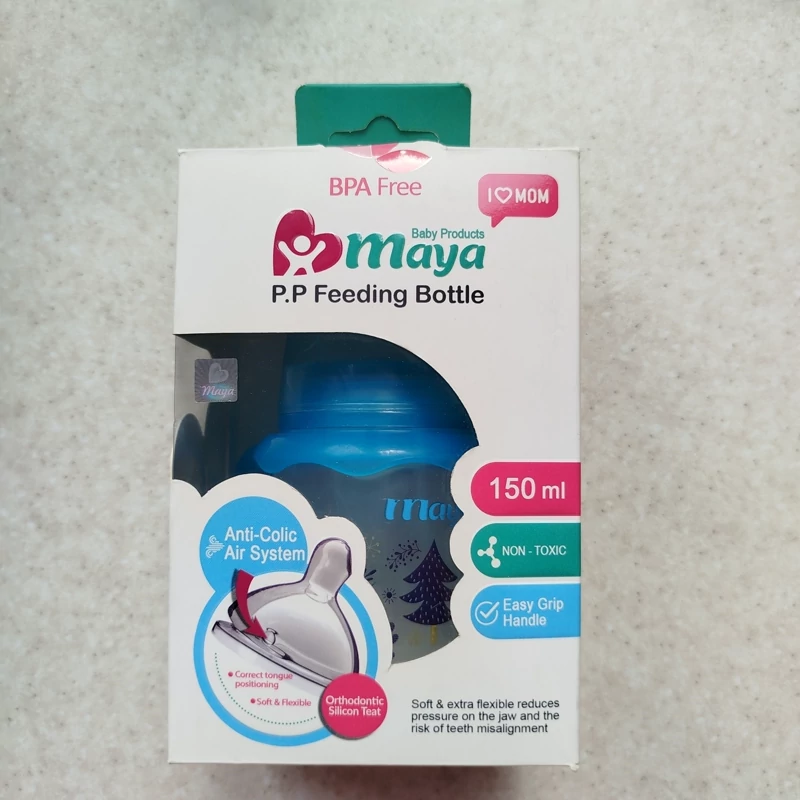 BPA Free
I ♡ MOM
Baby Products
maya
P.P Feeding Bottle
maya
150 ml
ma
NON - TOXIC
Anti-Colic
Air System
Easy Grip
Handle
Correct tongue
positioning
Soft & Flexible
Orthodontic
Silicon Teat
Soft & extra flexible reduces
pressure on the jaw and the
risk of teeth misalignment